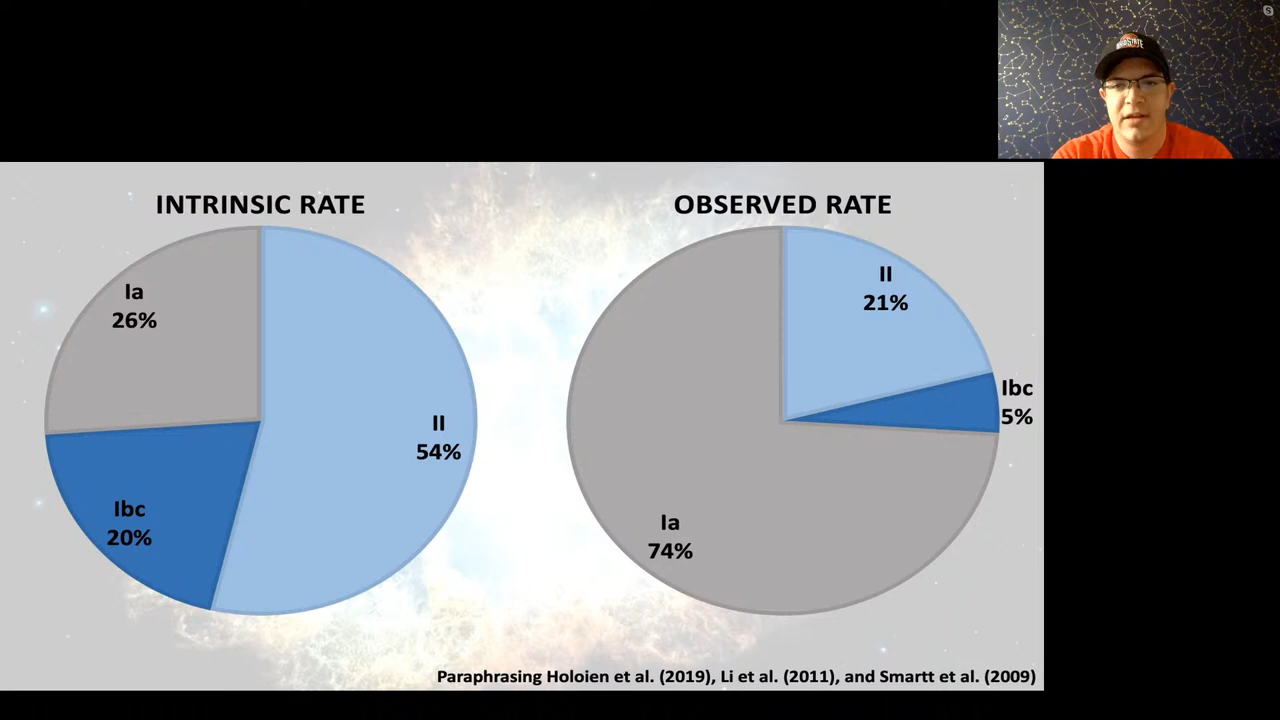 INTRINSIC RATE
Ia
26%
II
54%
Ibc
20%
OBSERVED RATE
II
21%
Ibc
5%
Ia
74%
Paraphrasing Holoien et al. (2019), Li et al. (2011), and Smartt et al. (2009)